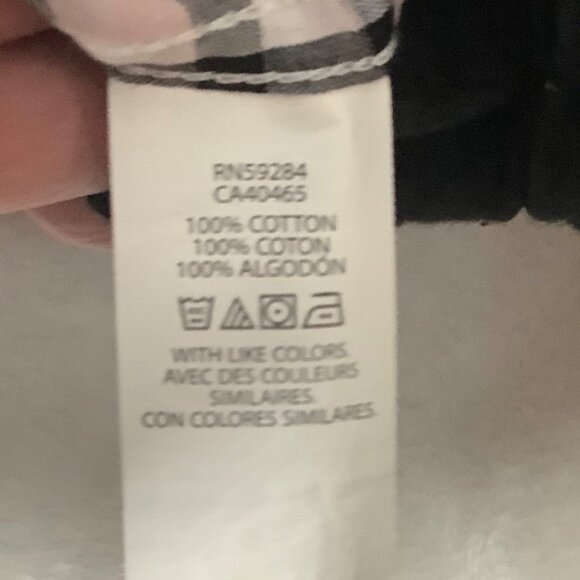 RN59284
CA40465
100% COTTON
100% COTON
100% ALGODÓN
WITH LIKE COLORS.
AVEC DES COULEURS
SIMILAIRES.
CON COLORES SIMILARES.